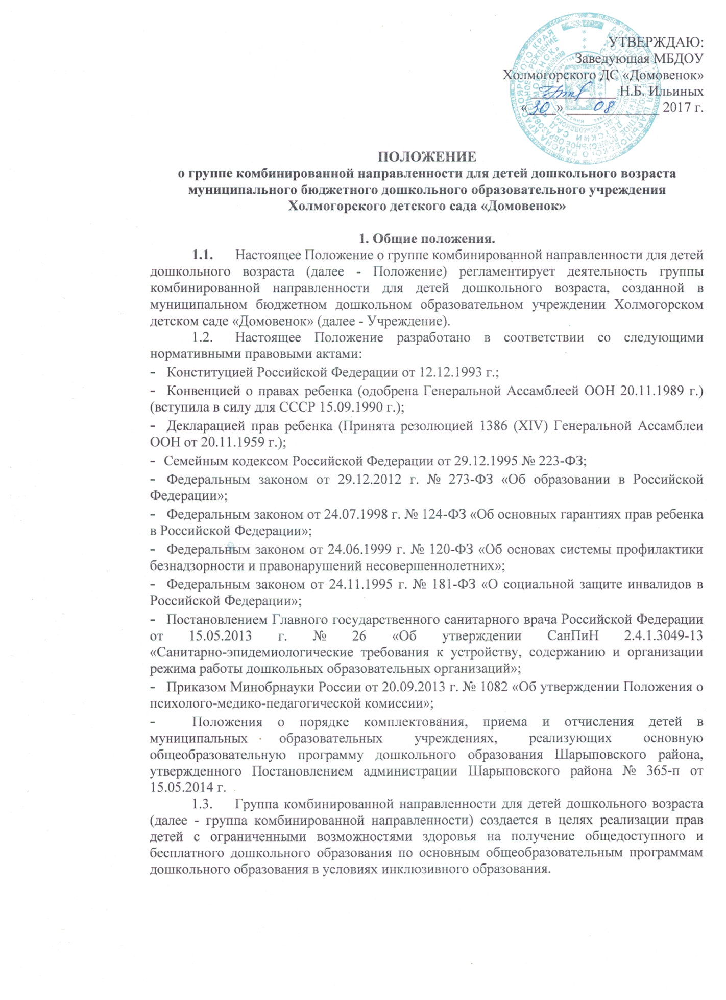 УТВЕРЖДАЮ:
Заведующая МБДОУ
Холмогорского ДС «Домовенок»
____________ Н.Б. Ильиных
«30» 08 2017 г.
ПОЛОЖЕНИЕ
о группе комбинированной направленности для детей дошкольного возраста
муниципального бюджетного дошкольного образовательного учреждения
Холмогорского детского сада «Домовенок»
1. Общие положения.
1.1. Настоящее Положение о группе комбинированной направленности для детей
дошкольного возраста (далее - Положение) регламентирует деятельность группы
комбинированной направленности для детей дошкольного возраста, созданной в
муниципальном бюджетном дошкольном образовательном учреждении Холмогорском
детском саде «Домовенок» (далее - Учреждение).
1.2. Настоящее Положение разработано в соответствии со следующими
нормативными правовыми актами:
- Конституцией Российской Федерации от 12.12.1993 г.;
- Конвенцией о правах ребенка (одобрена Генеральной Ассамблеей ООН 20.11.1989 г.)
(вступила в силу для СССР 15.09.1990 г.);
- Декларацией прав ребенка (Принята резолюцией 1386 (XIV) Генеральной Ассамблеи
ООН от 20.11.1959 г.);
- Семейным кодексом Российской Федерации от 29.12.1995 № 223-ФЗ;
- Федеральным законом от 29.12.2012 г. № 273-ФЗ «Об образовании в Российской
Федерации»;
- Федеральным законом от 24.07.1998 г. № 124-ФЗ «Об основных гарантиях прав ребенка
в Российской Федерации»;
- Федеральным законом от 24.06.1999 г. № 120-ФЗ «Об основах системы профилактики
безнадзорности и правонарушений несовершеннолетних»;
- Федеральным законом от 24.11.1995 г. № 181-ФЗ «О социальной защите инвалидов в
Российской Федерации»;
- Постановлением Главного государственного санитарного врача Российской Федерации
от 15.05.2013 г. № 26 «Об утверждении СанПиН 2.4.1.3049-13
«Санитарно-эпидемиологические требования к устройству, содержанию и организации
режима работы дошкольных образовательных организаций»;
- Приказом Минобрнауки России от 20.09.2013 г. № 1082 «Об утверждении Положения о
психолого-медико-педагогической комиссии»;
- Положения о порядке комплектования, приема и отчисления детей в
муниципальных образовательных учреждениях, реализующих основную
общеобразовательную программу дошкольного образования Шарыповского района,
утвержденного Постановлением администрации Шарыповского района № 365-п от
15.05.2014 г.
1.3. Группа комбинированной направленности для детей дошкольного возраста
(далее - группа комбинированной направленности) создается в целях реализации прав
детей с ограниченными возможностями здоровья на получение общедоступного и
бесплатного дошкольного образования по основным общеобразовательным программам
дошкольного образования в условиях инклюзивного образования.